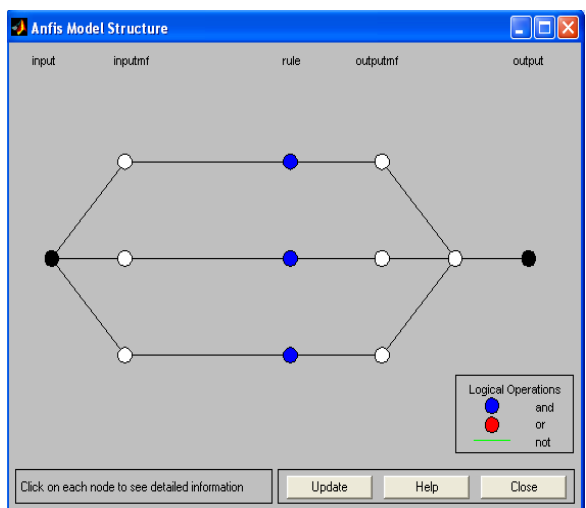 Anfis Model Structure
input inputmf rule outputmf output
Logical Operations
and
or
not
Click on each node to see detailed information
Update Help Close